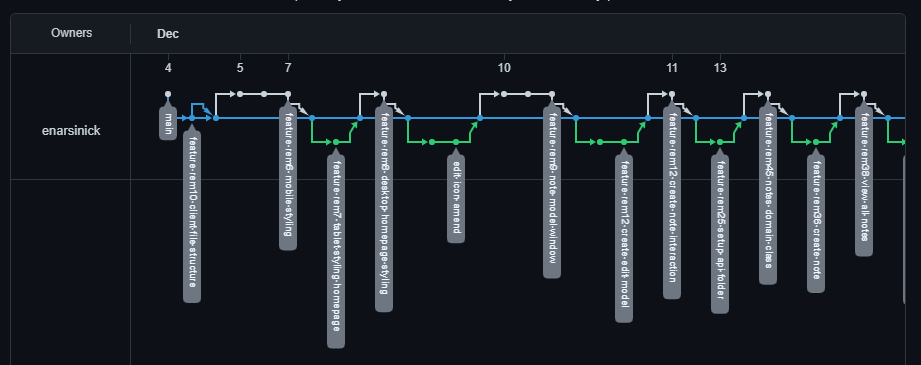 Owners
Dec
4
5
7
10
11
13
enarsinick
main
feature-rem10-client-file-structure
feature-rem6-mobile-styling
feature-rem7-tablet-styling-homepage
feature-rem8-desktop-homepage-styling
edit-icon-amend
feature-rem9-note-model-window
feature-rem12-create-edit-model
feature-rem12-create-note-interaction
feature-rem25-setup-api-folder
feature-rem45-notes-domain-class
feature-rem36-create-note
feature-rem38-view-all-notes